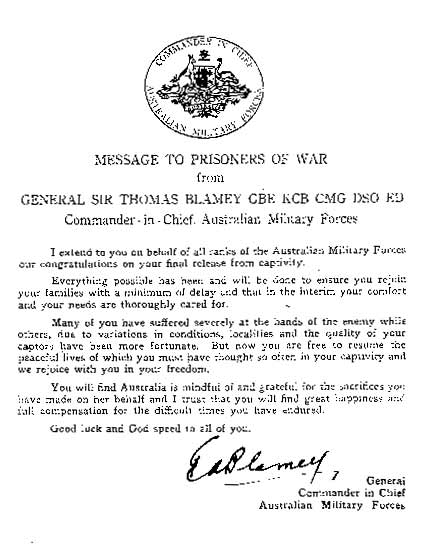 COMMANDER IN CHIEF
AUSTRALIAN MILITARY FORCES
MESSAGE TO PRISONERS OF WAR
from
GENERAL SIR THOMAS BLAMEY GBE KCB CMG DSO ED
Commander-in-Chief, Australian Military Forces
I extend to you on behalf of all ranks of the Australian Military Forces
our congratulations on your final release from captivity.
Everything possible has been and will be done to ensure you rejoin
your families with a minimum of delay and that in the interim your comfort
and your needs are thoroughly cared for.
Many of you have suffered severely at the hands of the enemy while
others, due to variations in conditions, localities and the quality of your
captors have been more fortunate. But now you are free to resume the
peaceful lives of which you must have thought so often in your captivity and
we rejoice with you in your freedom.
You will find Australia is mindful of and grateful for the sacrifices you
have made on her behalf and I trust that you will find great happiness and
full compensation for the difficult times you have endured.
Good luck and God speed to all of you.
Blamey,
General
Commander in Chief
Australian Military Forces